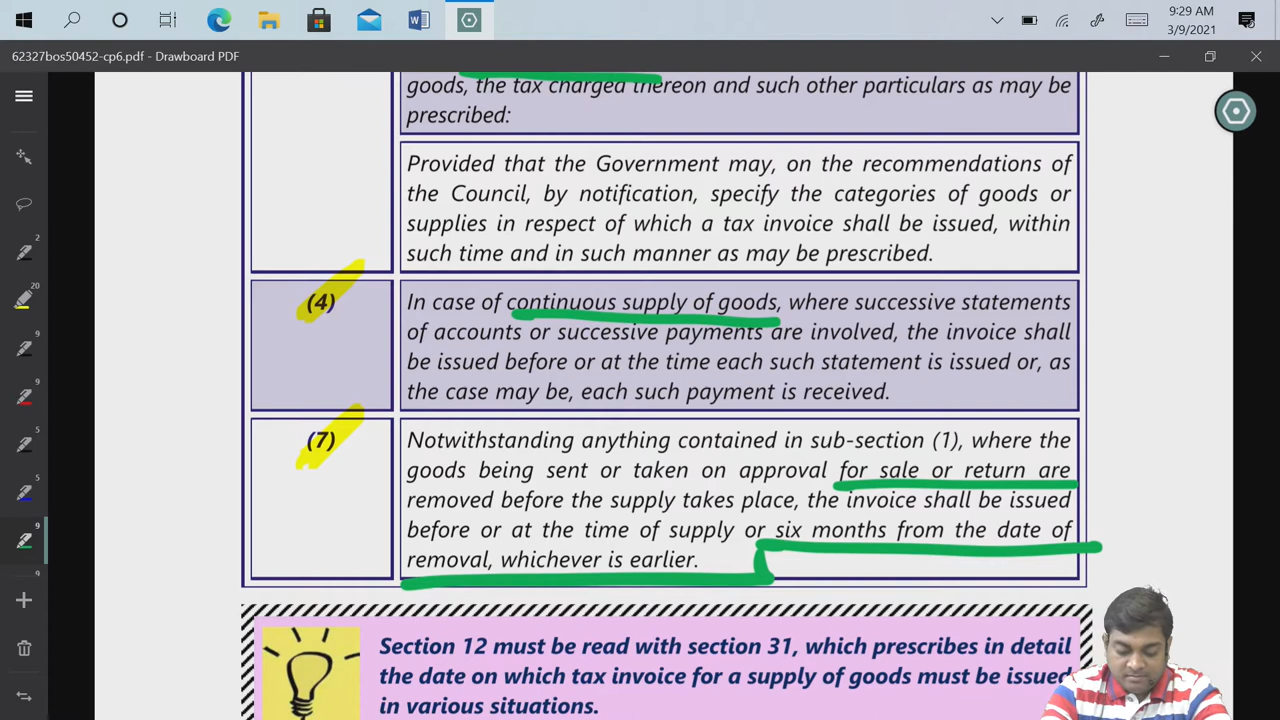 9:29 AM
3/9/2021
62327bos50452-cp6.pdf - Drawboard PDF
goods, the tax charged thereon and such other particulars as may be
prescribed:
Provided that the Government may, on the recommendations of
the Council, by notification, specify the categories of goods or
supplies in respect of which a tax invoice shall be issued, within
such time and in such manner as may be prescribed.
(4)
In case of continuous supply of goods, where successive statements
of accounts or successive payments are involved, the invoice shall
be issued before or at the time each such statement is issued or, as
the case may be, each such payment is received.
(7)
Notwithstanding anything contained in sub-section (1), where the
goods being sent or taken on approval for sale or return are
removed before the supply takes place, the invoice shall be issued
before or at the time of supply or six months from the date of
removal, whichever is earlier.
Section 12 must be read with section 31, which prescribes in detail
the date on which tax invoice for a supply of goods must be issued
in various situations.
2
20
9
9
5
5
9
9